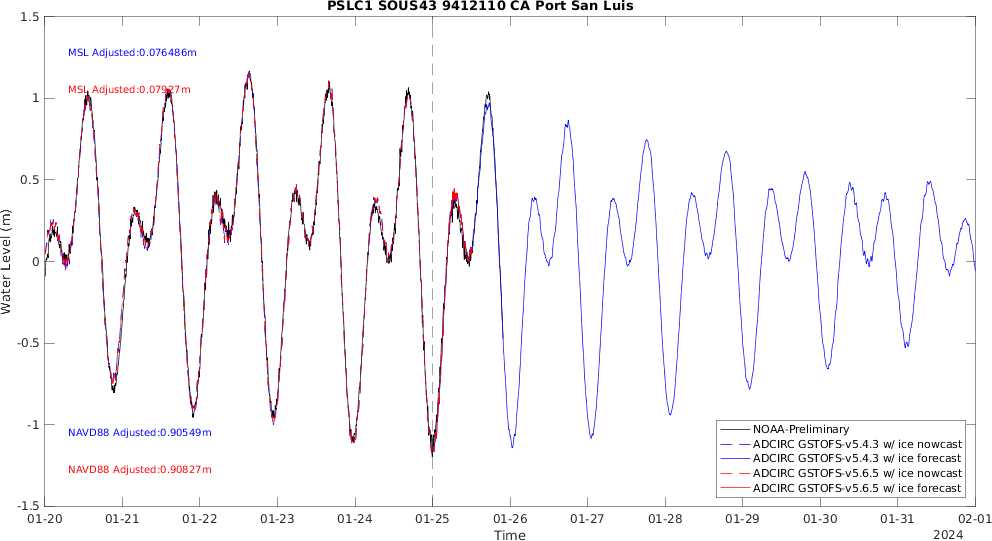 PSLC1 SOUS43 9412110 CA Port San Luis
1.5
MSL Adjusted:0.076486m
MSL Adjusted:0.07927m
1
0.5
0
-0.5
-1
-1.5
Water Level (m)
NAVD88 Adjusted:0.90549m
NAVD88 Adjusted:0.90827m
NOAA-Preliminary
ADCIRC GSTOFS-v5.4.3 w/ ice nowcast
ADCIRC GSTOFS-v5.4.3 w/ ice forecast
ADCIRC GSTOFS-v5.6.5 w/ ice nowcast
ADCIRC GSTOFS-v5.6.5 w/ ice forecast
01-20 01-21 01-22 01-23 01-24 01-25 01-26 01-27 01-28 01-29 01-30 01-31 02-01
Time
2024